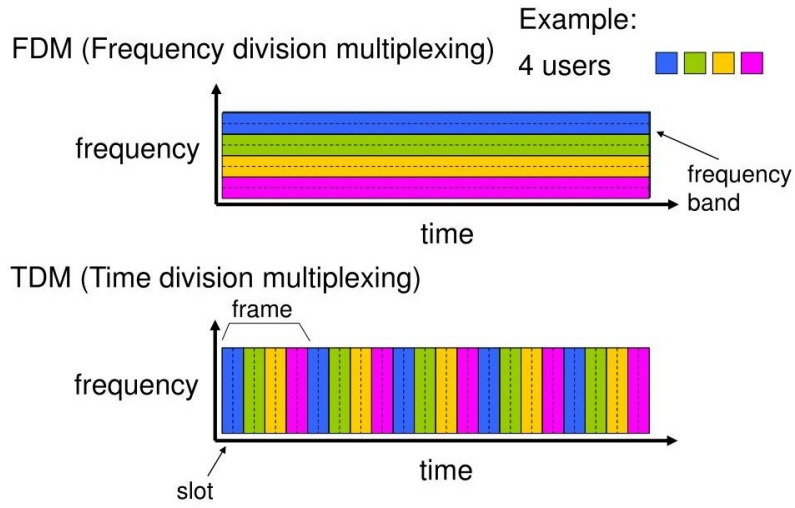 Example:
FDM (Frequency division multiplexing)
4 users
frequency
frequency
band
time
TDM (Time division multiplexing)
frame
frequency
time
slot